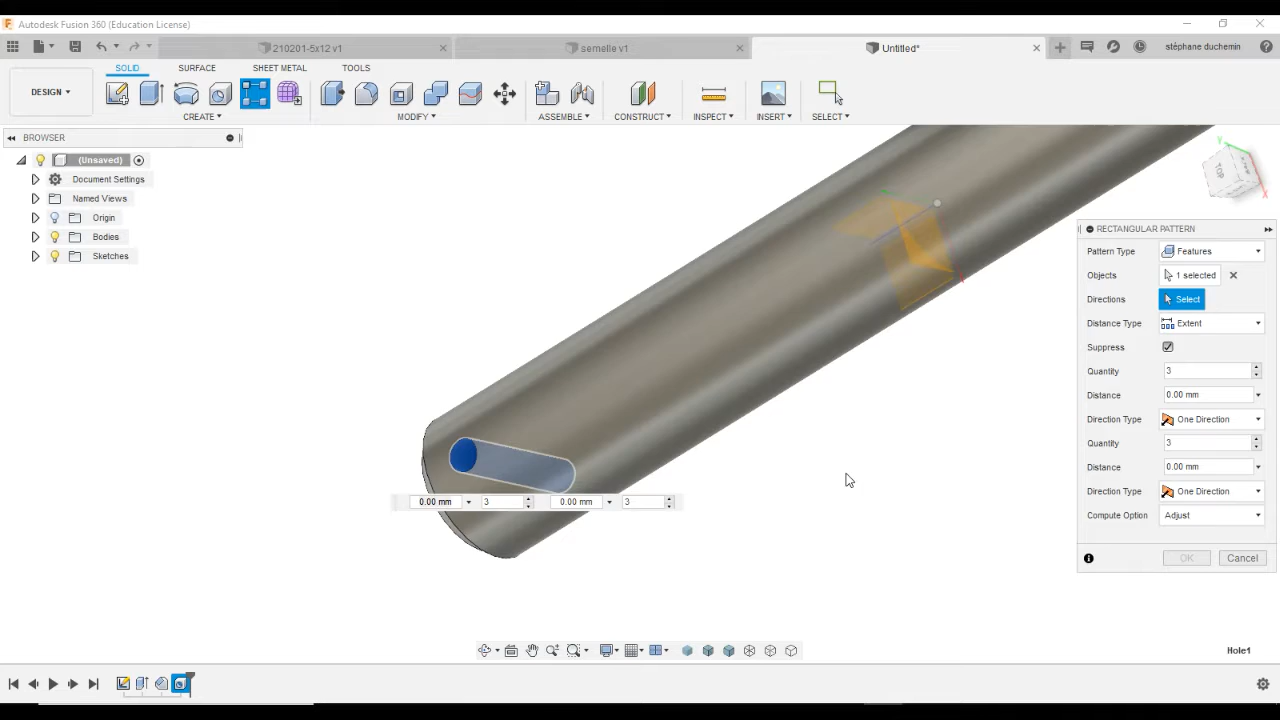 Autodesk Fusion 360 (Education License)
210201-5x12 v1
semelle v1
Untitled*
stéphane duchemin
SOLID
SURFACE
SHEET METAL
TOOLS
DESIGN
CREATE
MODIFY
ASSEMBLE
CONSTRUCT
INSPECT
INSERT
SELECT
BROWSER
(Unsaved)
Document Settings
Named Views
Origin
Bodies
Sketches
Y
TOP
X
RECTANGULAR PATTERN
Pattern Type Features
Objects 1 selected
Directions Select
Distance Type Extent
Suppress
Quantity 3
Distance 0.00 mm
Direction Type One Direction
Quantity 3
Distance 0.00 mm
Direction Type One Direction
Compute Option Adjust
OK Cancel
0.00 mm 3 0.00 mm 3
Hole1